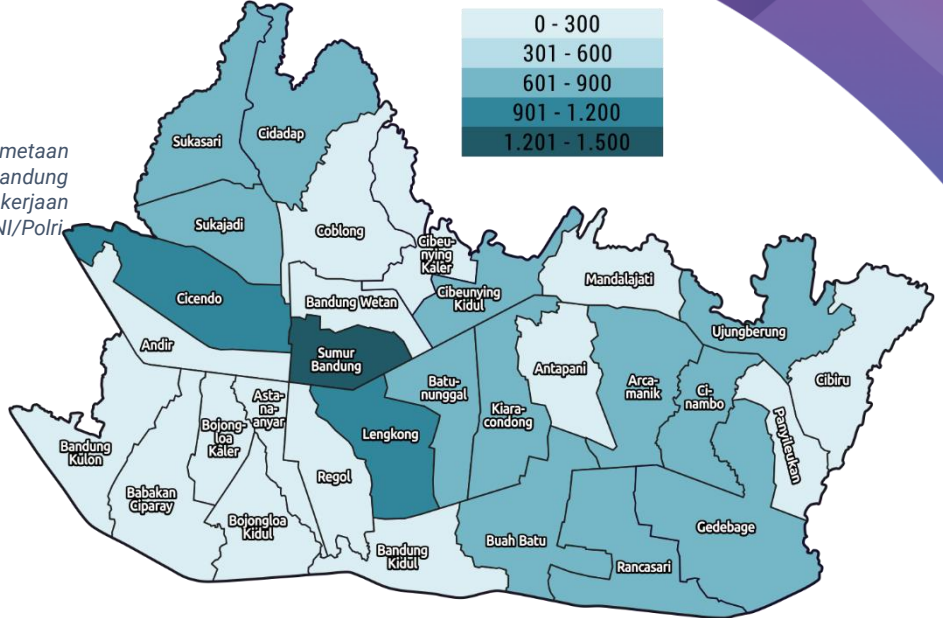 0 - 300
301 - 600
601 - 900
901 - 1.200
1.201 - 1.500
metaan
andung
kerjaan
NI/Polri
Sukasari
Cidadap
Sukajadi
Coblong
Cibeu-
nying
Kaler
Mandalajati
Cicendo
Bandung Wetan
Cibeunying
Kidul
Ujungberung
Andir
Sumur
Bandung
Antapani
Cibiru
Batu-
nunggal
Arca-
manik
Ci-
nambo
Asta-
na-
anyar
Kiara-
condong
Bojong-
loa
Kaler
Lengkong
Panyileukan
Bandung
Kulon
Regol
Babakan
Ciparay
Bojongloa
Kidul
Gedebage
Buah Batu
Bandung
Kidul
Rancasari